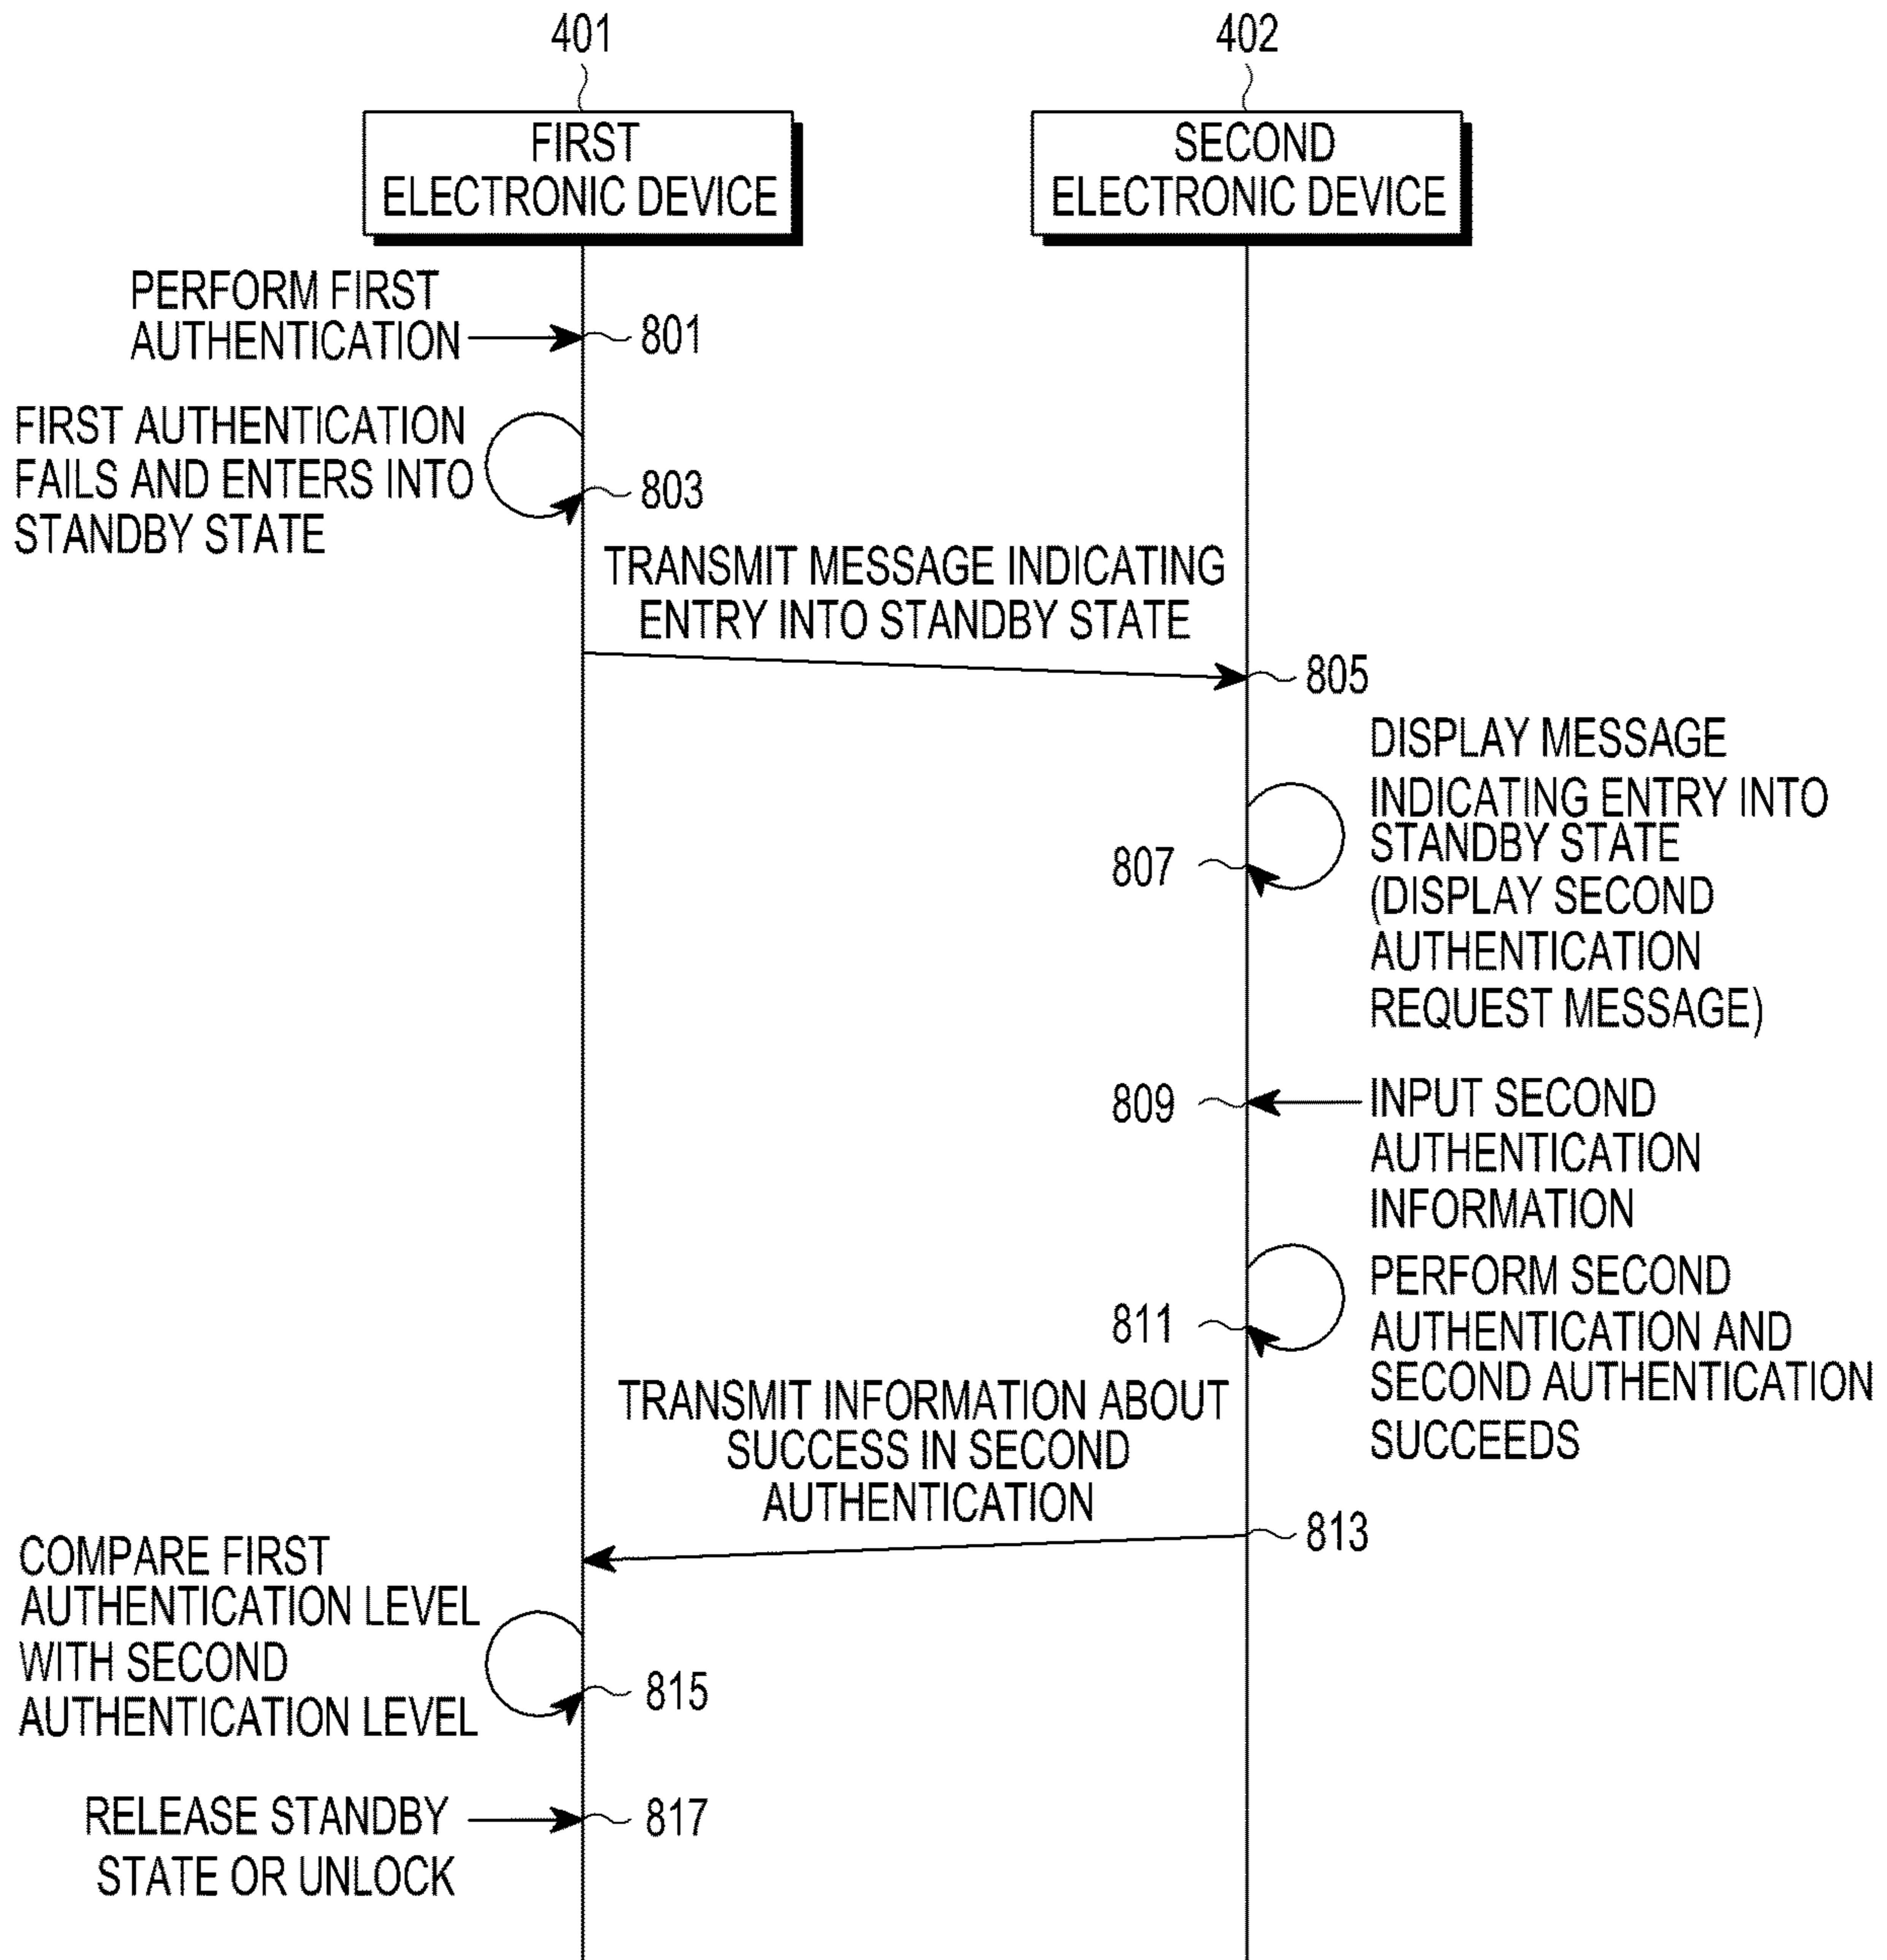 401
402
FIRST
ELECTRONIC DEVICE
SECOND
ELECTRONIC DEVICE
PERFORM FIRST
AUTHENTICATION
801
FIRST AUTHENTICATION
FAILS AND ENTERS INTO
STANDBY STATE
803
TRANSMIT MESSAGE INDICATING
ENTRY INTO STANDBY STATE
805
DISPLAY MESSAGE
INDICATING ENTRY INTO
STANDBY STATE
(DISPLAY SECOND
AUTHENTICATION
REQUEST MESSAGE)
807
809
INPUT SECOND
AUTHENTICATION
INFORMATION
811
PERFORM SECOND
AUTHENTICATION AND
SECOND AUTHENTICATION
SUCCEEDS
TRANSMIT INFORMATION ABOUT
SUCCESS IN SECOND
AUTHENTICATION
813
COMPARE FIRST
AUTHENTICATION LEVEL
WITH SECOND
AUTHENTICATION LEVEL
815
RELEASE STANDBY
STATE OR UNLOCK
817